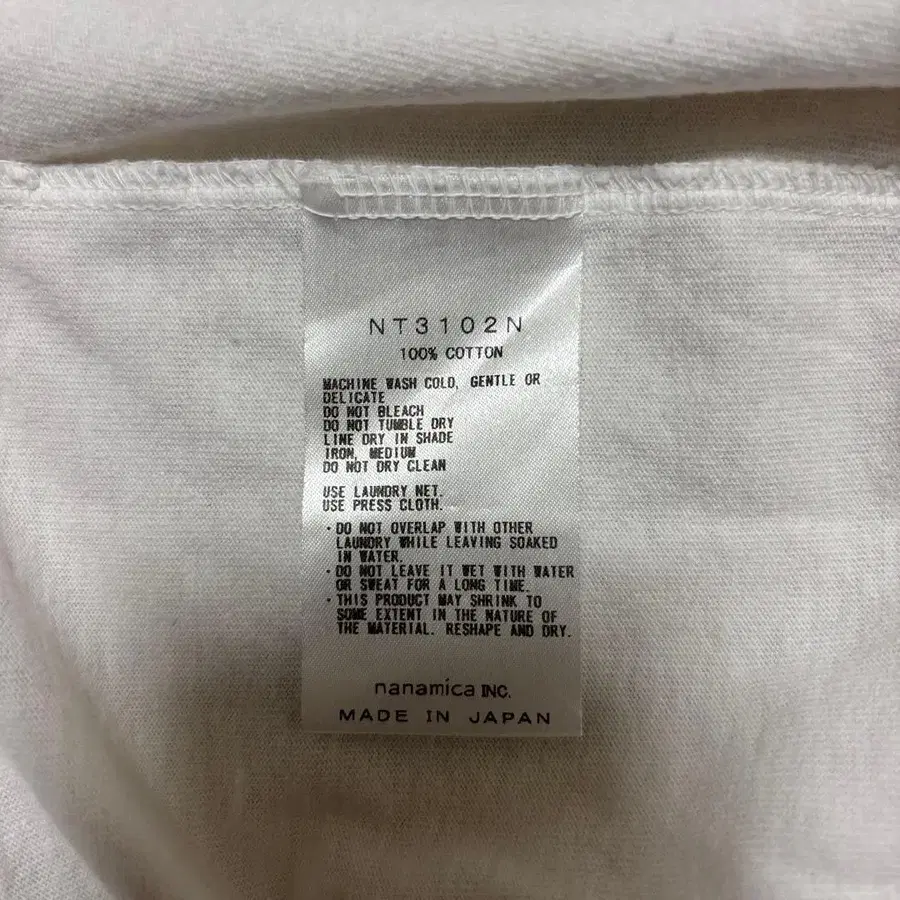 NT3102N
100% COTTON
MACHINE WASH COLD, GENTLE OR
DELICATE
DO NOT BLEACH
DO NOT TUMBLE DRY
LINE DRY IN SHADE
IRON, MEDIUM
DO NOT DRY CLEAN
USE LAUNDRY NET.
USE PRESS CLOTH.
・DO NOT OVERLAP WITH OTHER
LAUNDRY WHILE LEAVING SOAKED
IN WATER.
・DO NOT LEAVE IT WET WITH WATER
OR SWEAT FOR A LONG TIME.
・THIS PRODUCT MAY SHRINK TO
SOME EXTENT IN THE NATURE OF
THE MATERIAL. RESHAPE AND DRY.
nanamica INC.
MADE IN JAPAN